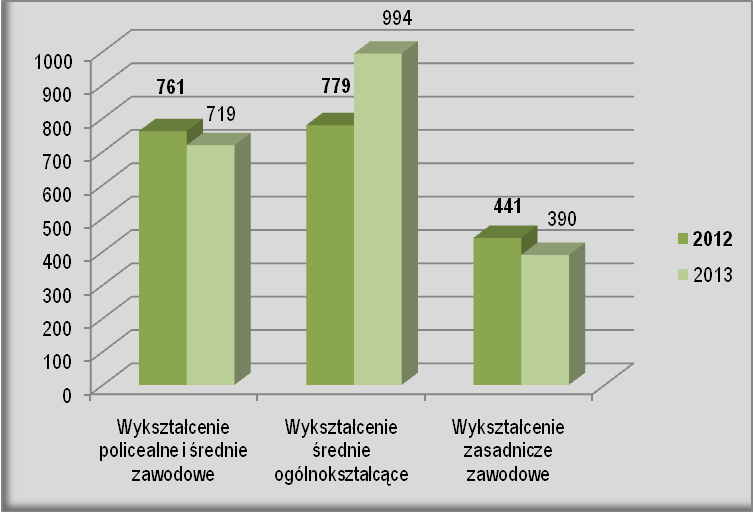 994
1000
900
800
700
600
500
400
300
200
100
0
761
719
779
441
390
2012
2013
Wykształcenie
policealne i średnie
zawodowe
Wykształcenie
średnie
ogólnokształcące
Wykształcenie
zasadnicze
zawodowe